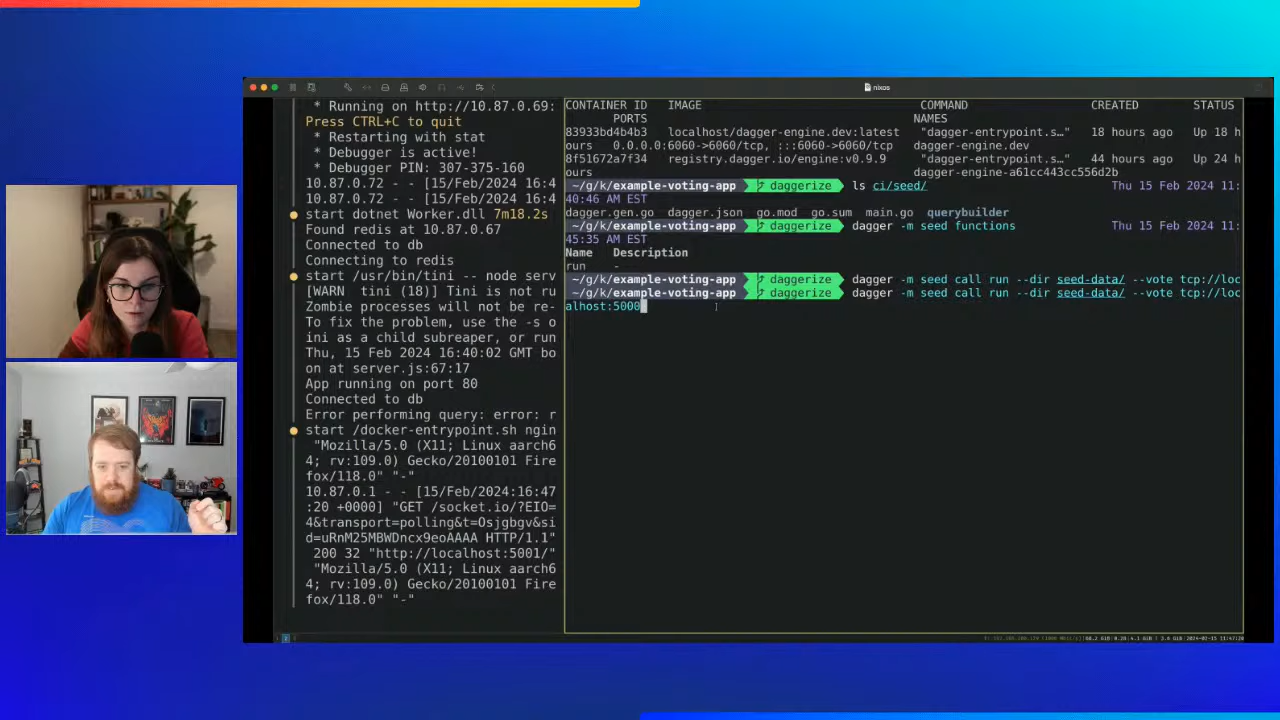 nixos
* Running on http://10.87.0.69:
Press CTRL+C to quit
* Restarting with stat
* Debugger is active!
* Debugger PIN: 307-375-160
10.87.0.72 - - [15/Feb/2024 16:4
10.87.0.72 - - [15/Feb/2024 16:4
start dotnet Worker.dll 7m18.2s
Found redis at 10.87.0.67
Connected to db
Connecting to redis
start /usr/bin/tini -- node serv
[WARN  tini (18)] Tini is not ru
Zombie processes will not be re-
To fix the problem, use the -s o
ini as a child subreaper, or run
Thu, 15 Feb 2024 16:40:02 GMT bo
on at server.js:67:17
App running on port 80
Connected to db
Error performing query: error: r
start /docker-entrypoint.sh ngin
"Mozilla/5.0 (X11; Linux aarch6
4; rv:109.0) Gecko/20100101 Fire
fox/118.0" "-"
10.87.0.1 - - [15/Feb/2024:16:47
:20 +0000] "GET /socket.io/?EIO=
4&transport=polling&t=Osjgbgv&si
d=uRnM25MBWDncx9eoAAAA HTTP/1.1"
200 32 "http://localhost:5001/"
"Mozilla/5.0 (X11; Linux aarch6
4; rv:109.0) Gecko/20100101 Fire
fox/118.0" "-"
CONTAINER ID   IMAGE   COMMAND   CREATED   STATUS
PORTS   NAMES
83933bd4b4b3   localhost/dagger-engine.dev:latest   "dagger-entrypoint.s…"   18 hours ago   Up 18 h
ours   0.0.0.0:6060->6060/tcp, :::6060->6060/tcp   dagger-engine.dev
8f51672a7f34   registry.dagger.io/engine:v0.9.9   "dagger-entrypoint.s…"   44 hours ago   Up 24 h
ours   dagger-engine-a61cc443cc556d2b
~/g/k/example-voting-app   daggerize   ls ci/seed/   Thu 15 Feb 2024 11:
40:46 AM EST
dagger.gen.go  dagger.json  go.mod  go.sum  main.go  querybuilder
~/g/k/example-voting-app   daggerize   dagger -m seed functions   Thu 15 Feb 2024 11:
45:35 AM EST
Name   Description
run    -
~/g/k/example-voting-app   daggerize   dagger -m seed call run --dir seed-data/ --vote tcp://loc
~/g/k/example-voting-app   daggerize   dagger -m seed call run --dir seed-data/ --vote tcp://loc
alhost:5000